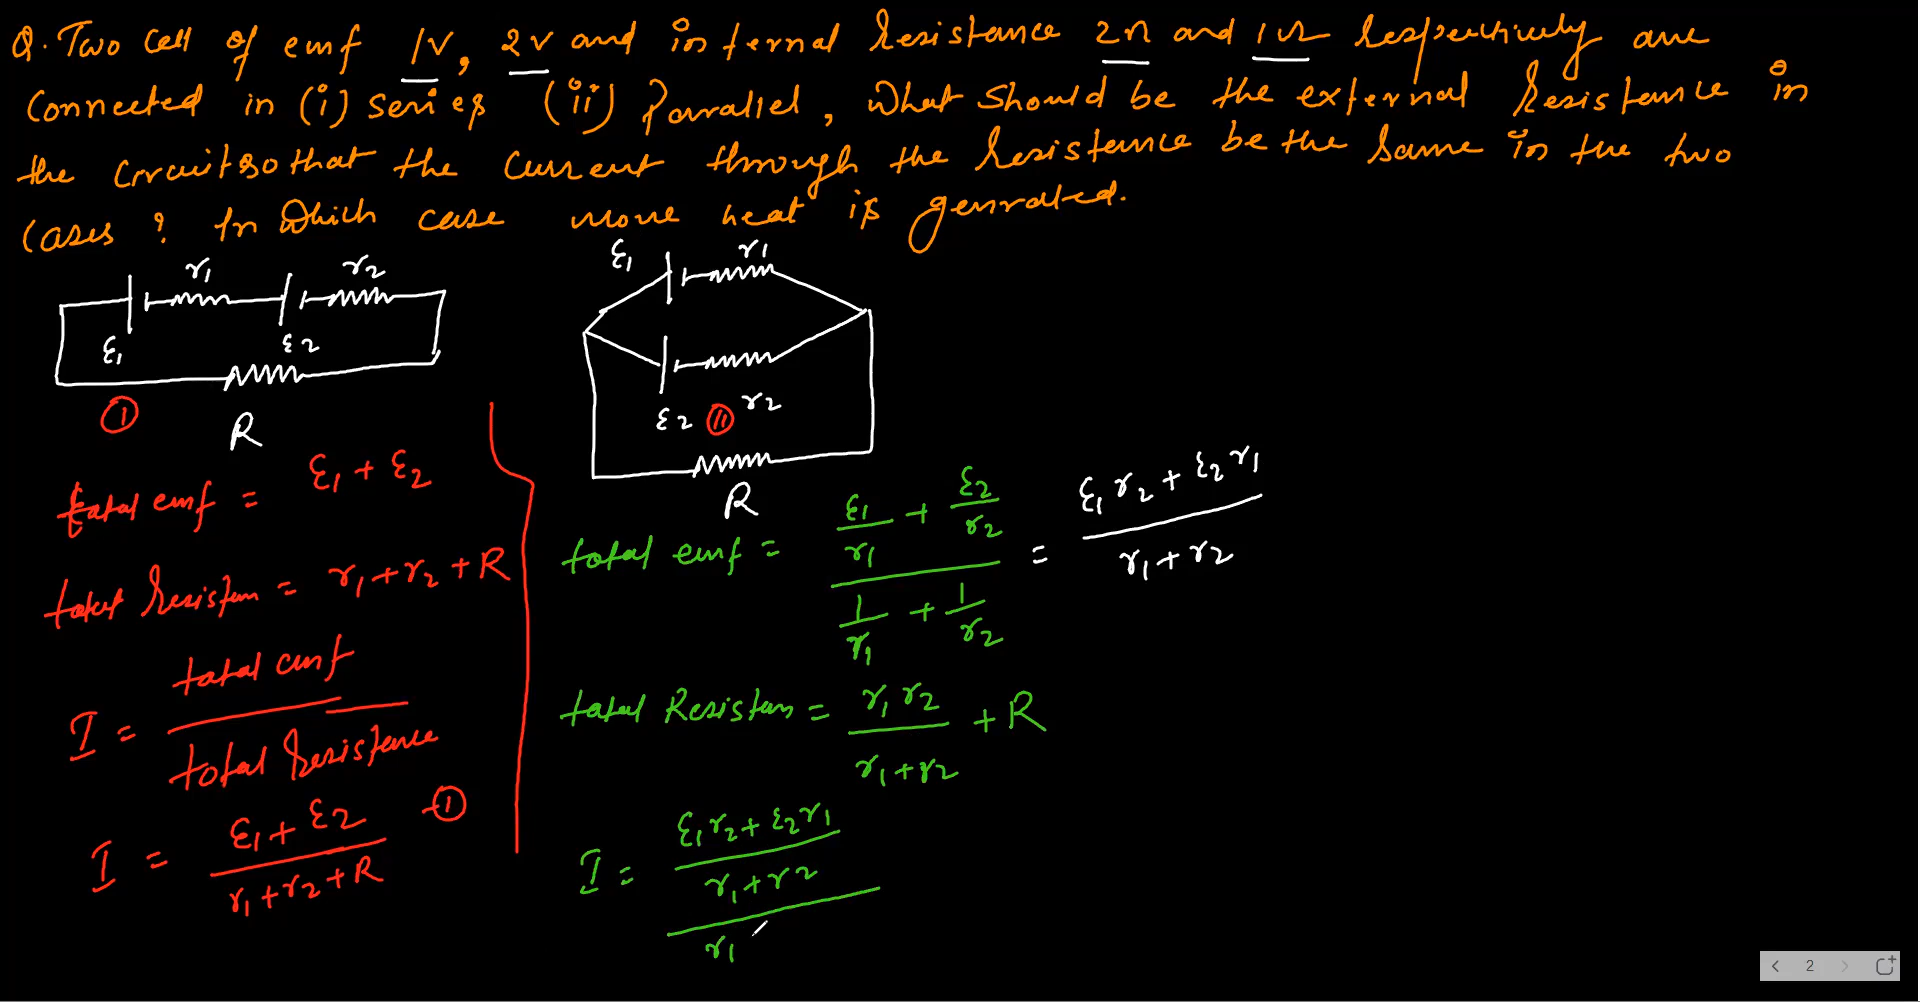 Q. Two cell of emf 1V, 2V and internal resistance 2Ω and 1Ω respectively are
connected in (i) series (ii) Parrallel, what should be the external resistance in
the circuit so that the current through the resistance be the same in the two
cases ? In which case more heat is genrated.
ε₁ r₁
r₁ r₂
ε₁ ε₂
ε₂ r₂
① R
⑪ R
total emf = ε₁ + ε₂
total Resistan = r₁ + r₂ + R
I = total emf / total Resistance
I = (ε₁ + ε₂) / (r₁ + r₂ + R) -①
total emf = (ε₁/r₁ + ε₂/r₂) / (1/r₁ + 1/r₂) = (ε₁r₂ + ε₂r₁) / (r₁ + r₂)
total Resistan = r₁r₂ / (r₁ + r₂) + R
I = ((ε₁r₂ + ε₂r₁) / (r₁ + r₂)) / r₁
2